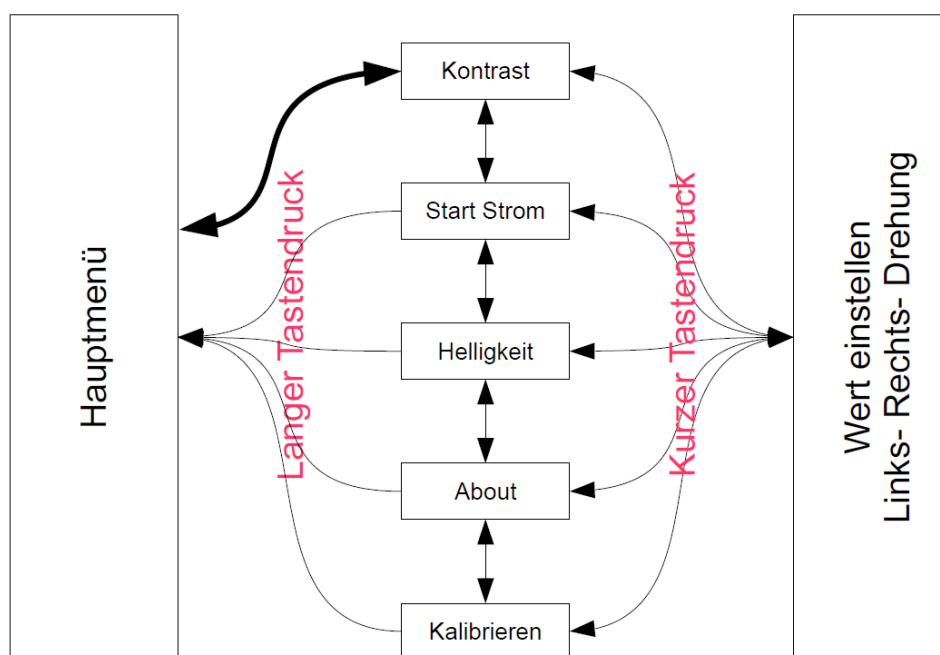 Hauptmenü
Langer Tastendruck
Kontrast
Start Strom
Helligkeit
About
Kalibrieren
Kurzer Tastendruck
Wert einstellen
Links- Rechts- Drehung